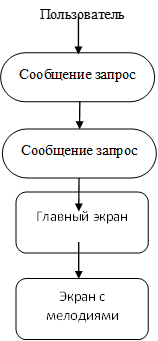 Пользователь
Сообщение запрос
Сообщение запрос
Главный экран
Экран с
мелодиями